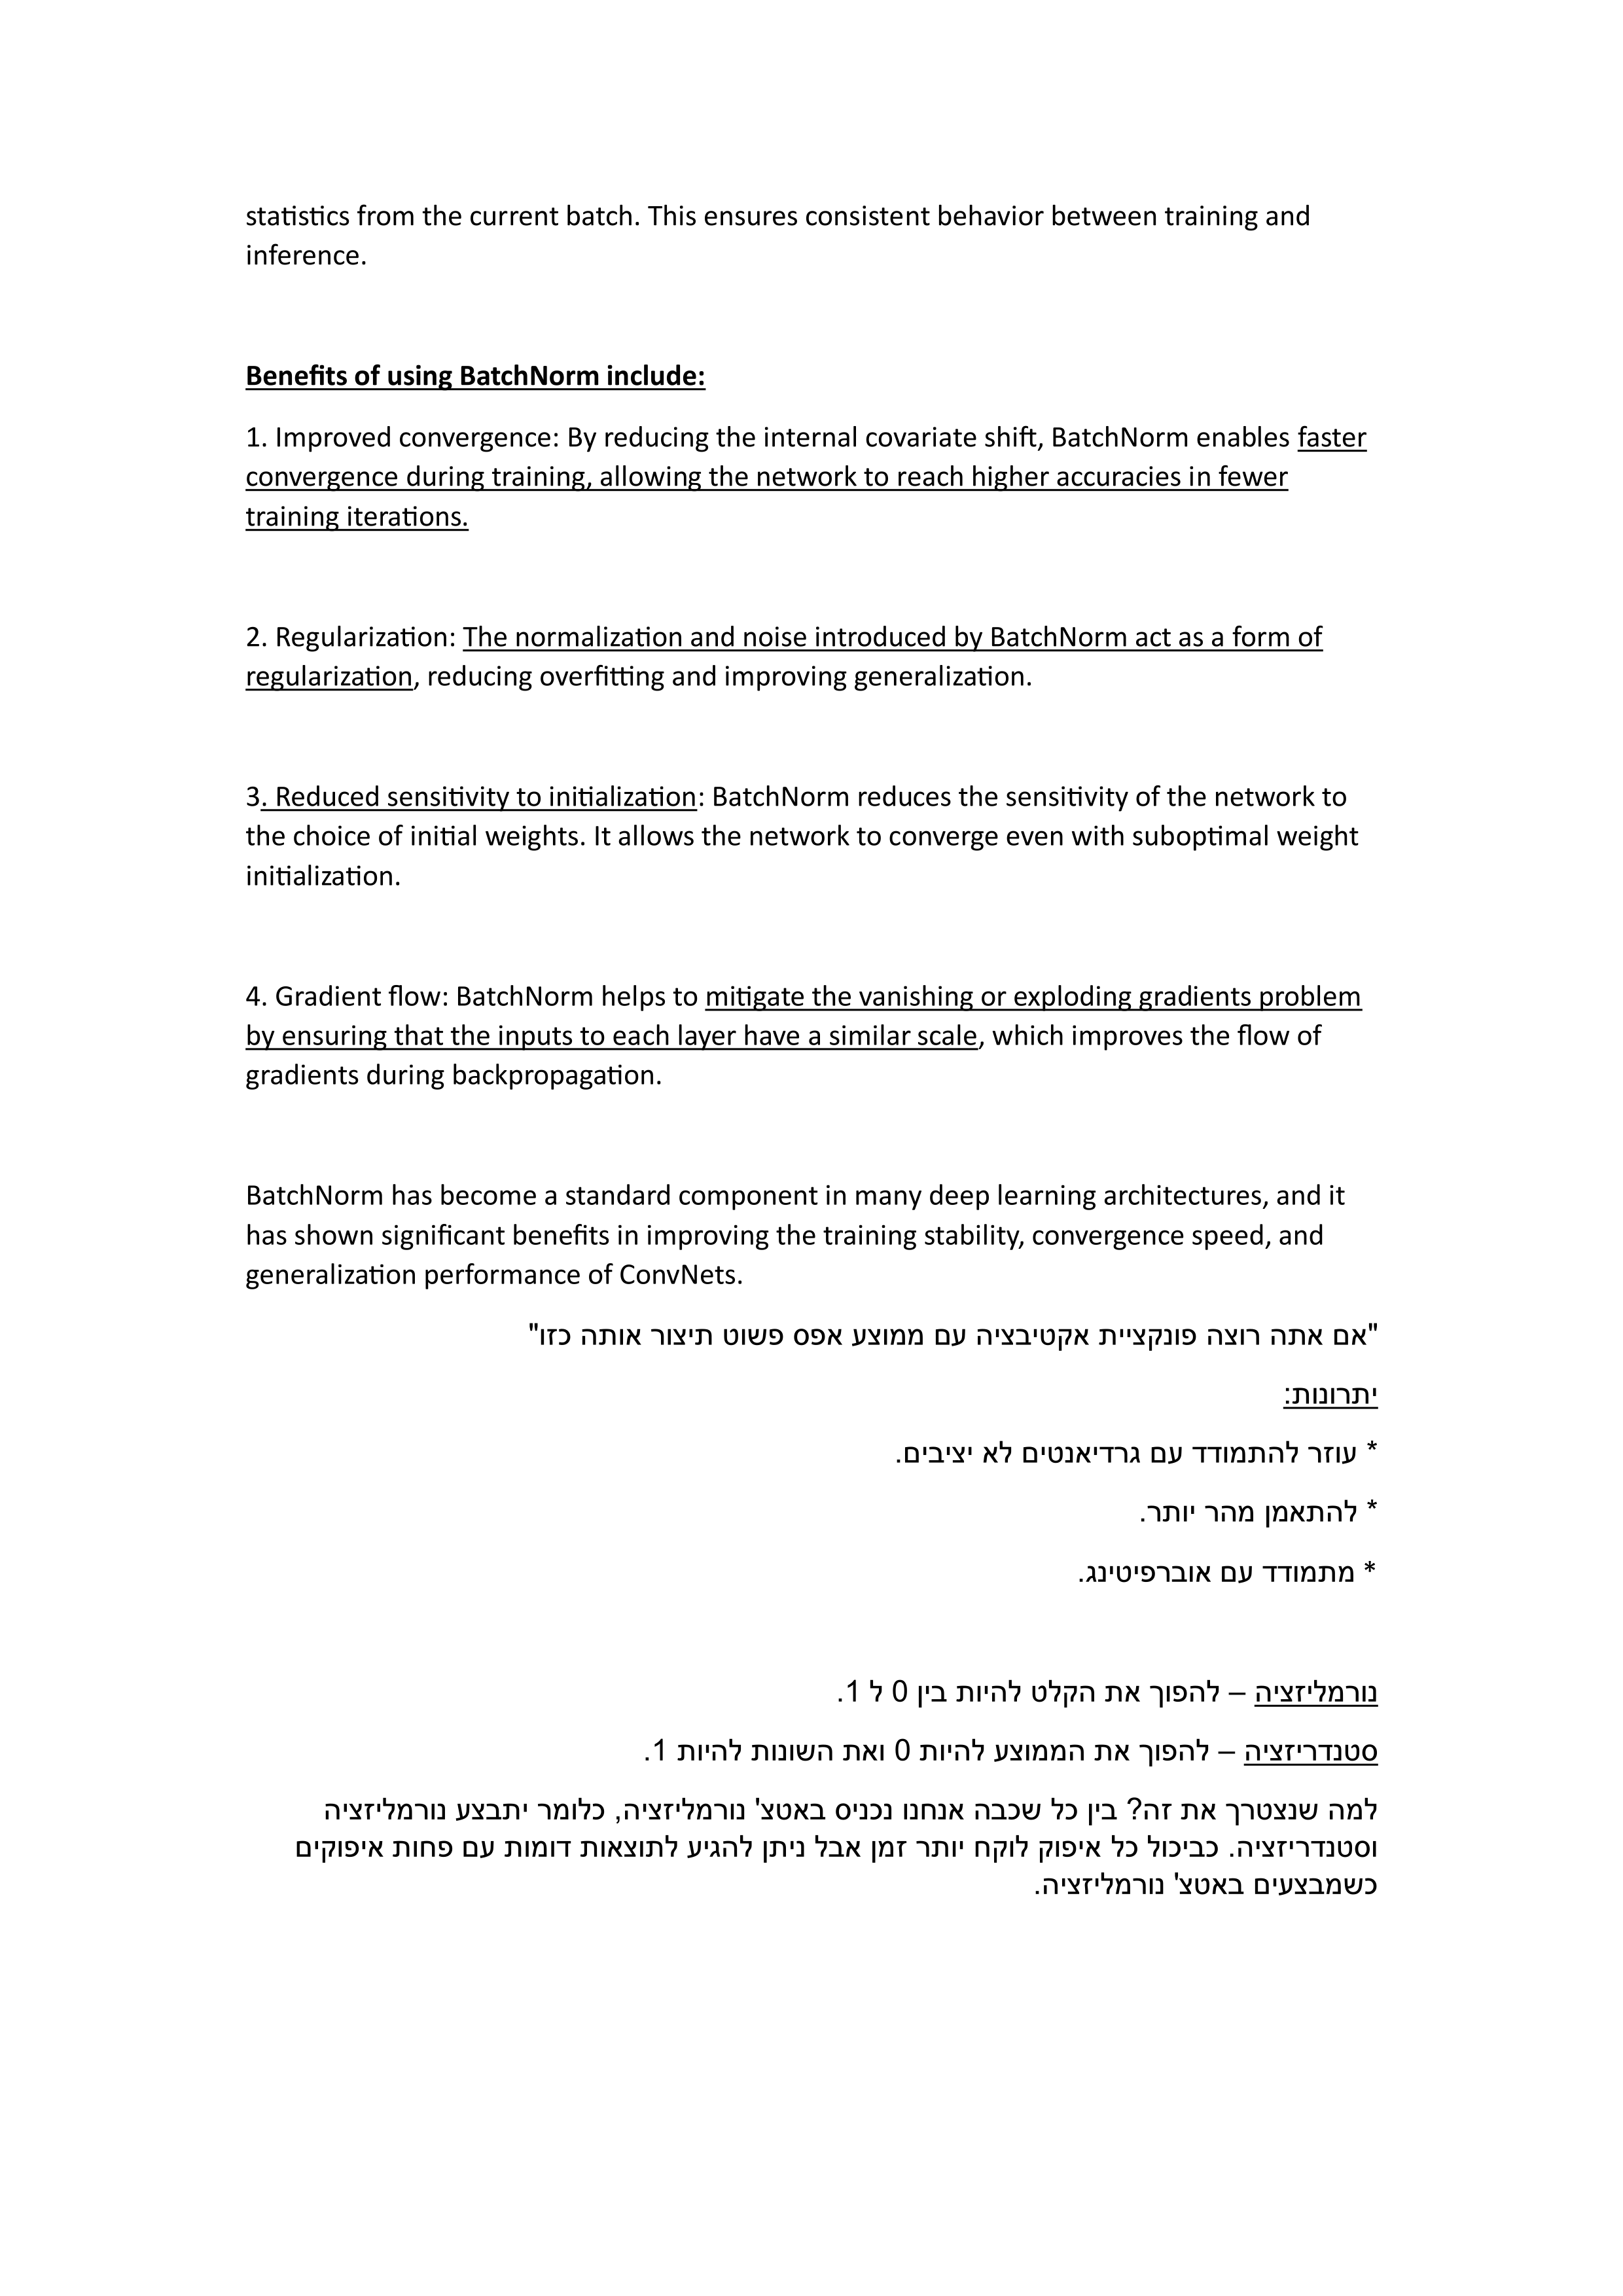 statistics from the current batch. This ensures consistent behavior between training and
inference.
Benefits of using BatchNorm include:
1. Improved convergence: By reducing the internal covariate shift, BatchNorm enables faster
convergence during training, allowing the network to reach higher accuracies in fewer
training iterations.
2. Regularization: The normalization and noise introduced by BatchNorm act as a form of
regularization, reducing overfitting and improving generalization.
3. Reduced sensitivity to initialization: BatchNorm reduces the sensitivity of the network to
the choice of initial weights. It allows the network to converge even with suboptimal weight
initialization.
4. Gradient flow: BatchNorm helps to mitigate the vanishing or exploding gradients problem
by ensuring that the inputs to each layer have a similar scale, which improves the flow of
gradients during backpropagation.
BatchNorm has become a standard component in many deep learning architectures, and it
has shown significant benefits in improving the training stability, convergence speed, and
generalization performance of ConvNets.
"אם אתה רוצה פונקציית אקטיבציה עם ממוצע אפס פשוט תיצור אותה כזו"
יתרונות:
* עוזר להתמודד עם גרדיאנטים לא יציבים.
* להתאמן מהר יותר.
* מתמודד עם אוברפיטינג.
נורמליזציה – להפוך את הקלט להיות בין 0 ל 1.
סטנדריזציה – להפוך את הממוצע להיות 0 ואת השונות להיות 1.
למה שנצטרך את זה? בין כל שכבה אנחנו נכניס באטצ' נורמליזציה, כלומר יתבצע נורמליזציה
וסטנדריזציה. כביכול כל איפוק לוקח יותר זמן אבל ניתן להגיע לתוצאות דומות עם פחות איפוקים
כשמבצעים באטצ' נורמליזציה.